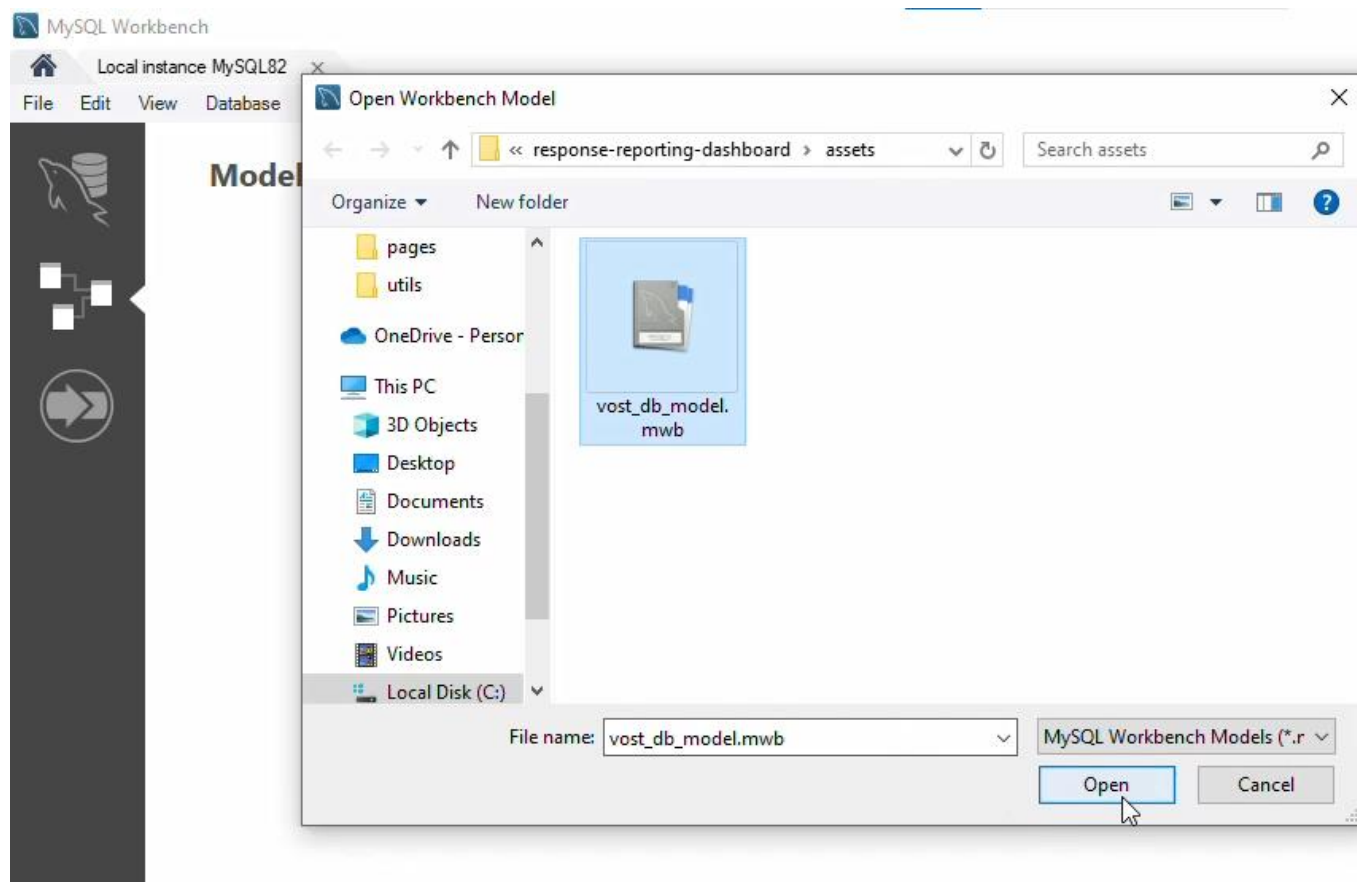 MySQL Workbench
Local instance MySQL82
File Edit View Database
Open Workbench Model
« response-reporting-dashboard › assets
Search assets
Organize
New folder
Model
pages
utils
OneDrive - Person
This PC
3D Objects
Desktop
Documents
Downloads
Music
Pictures
Videos
Local Disk (C:)
vost_db_model.
mwb
File name: vost_db_model.mwb
MySQL Workbench Models (*.r
Open Cancel